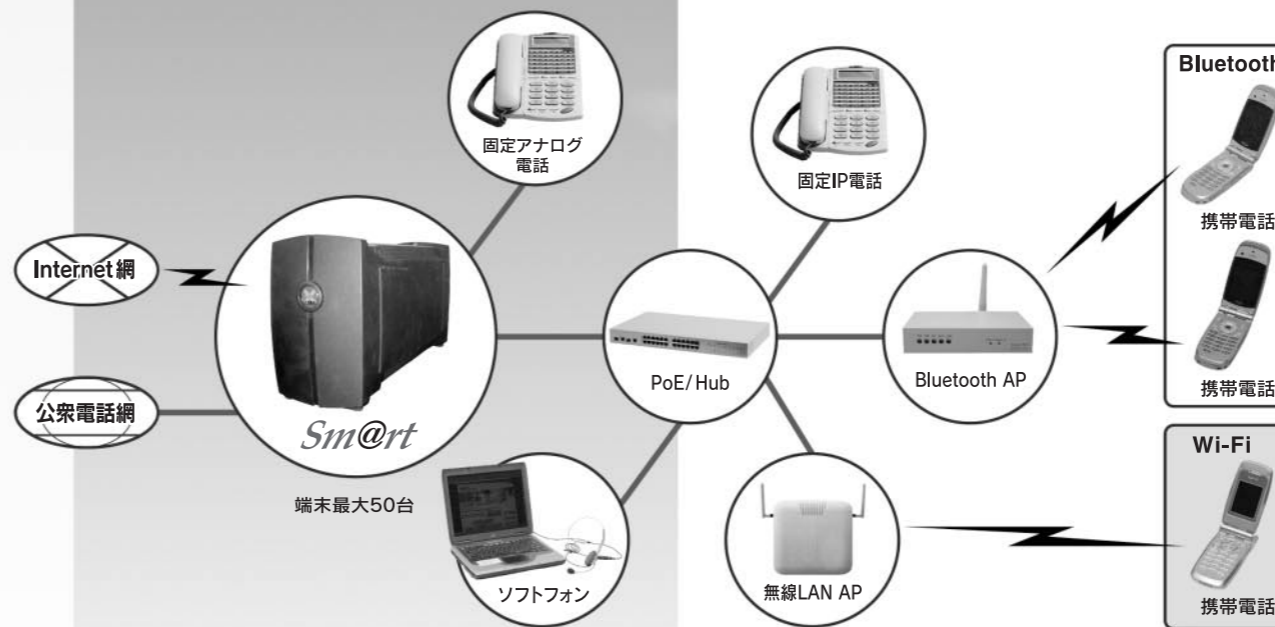 固定アナログ
電話
固定IP電話
Bluetooth
携帯電話
携帯電話
Internet網
公衆電話網
Sm@rt
端末最大50台
PoE/Hub
Bluetooth AP
ソフトフォン
無線LAN AP
Wi-Fi
携帯電話